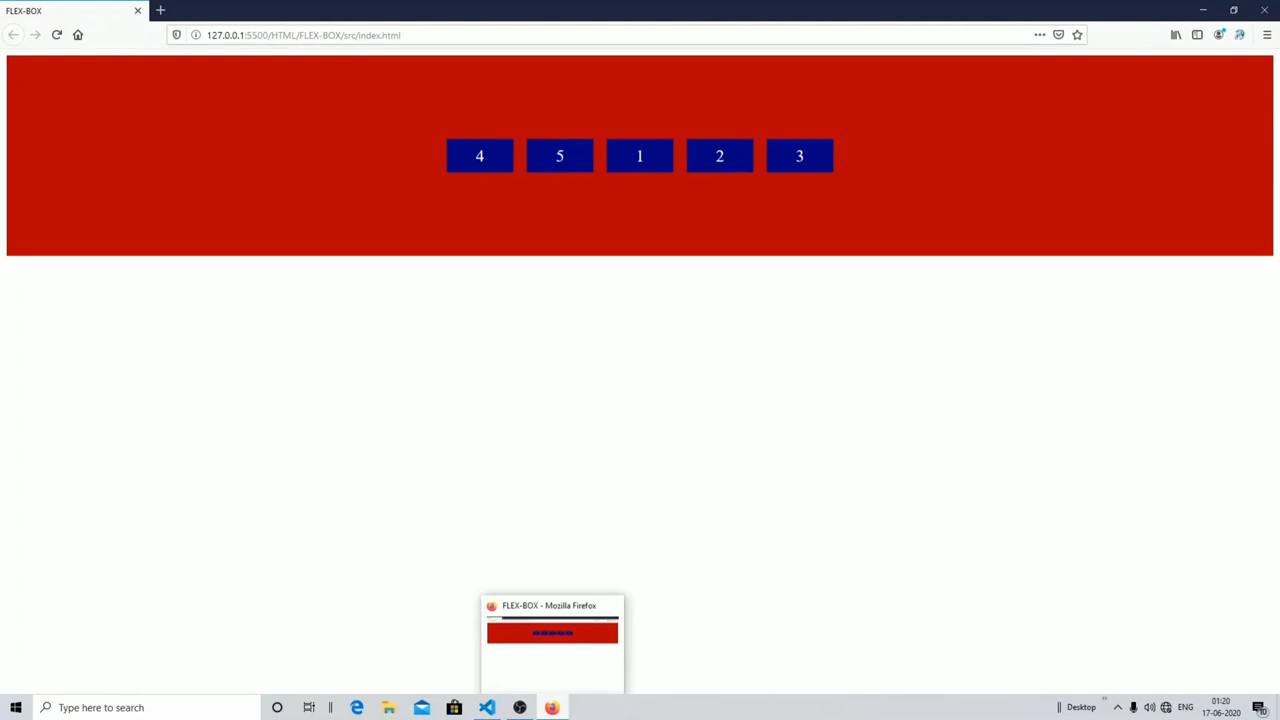 FLEX-BOX
127.0.0.1:5500/HTML/FLEX-BOX/src/index.html
4 5 1 2 3
FLEX-BOX - Mozilla Firefox
Type here to search
Desktop
ENG
01:20
17-06-2020
10